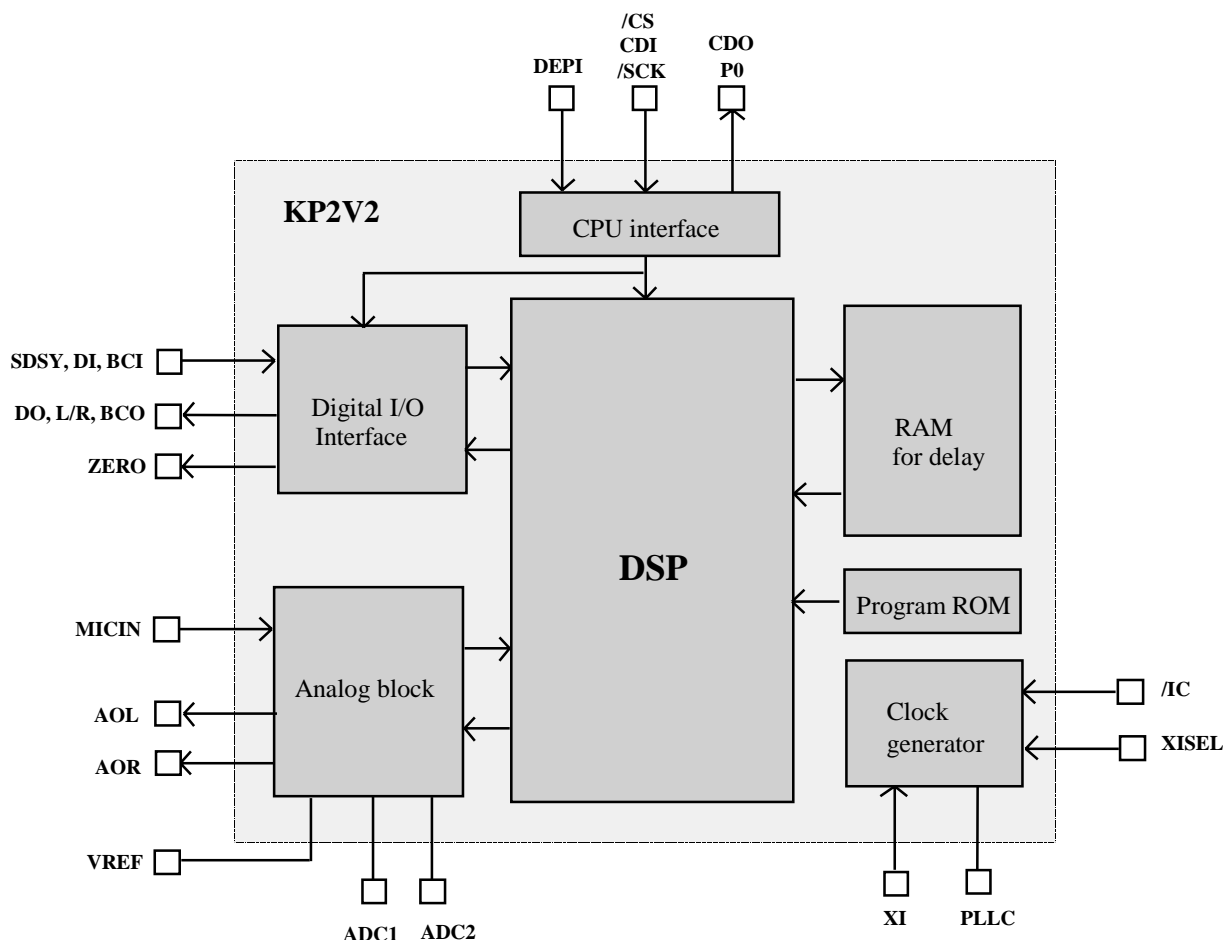 /CS
CDI
/SCK
CDO
P0
DEPI
KP2V2
CPU interface
SDSY, DI, BCI
DO, L/R, BCO
ZERO
Digital I/O
Interface
RAM
for delay
DSP
Program ROM
MICIN
AOL
AOR
Analog block
Clock
generator
/IC
XISEL
VREF
ADC1
ADC2
XI
PLLC